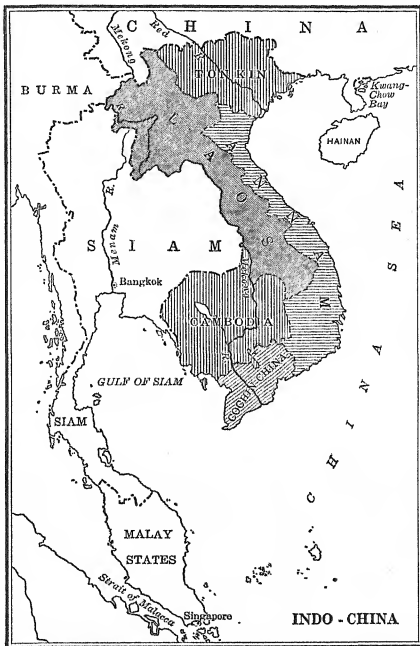 CHINA
Mekong
Red
R.
TONKIN
BURMA
Kwang-
Chow
Bay
HAINAN
LAOS
ANNAM
SIAM
Menam R.
Bangkok
CAMBODIA
COCHIN CHINA
GULF OF SIAM
SIAM
CHINA SEA
MALAY
STATES
Strait of Malacca
Singapore
INDO-CHINA